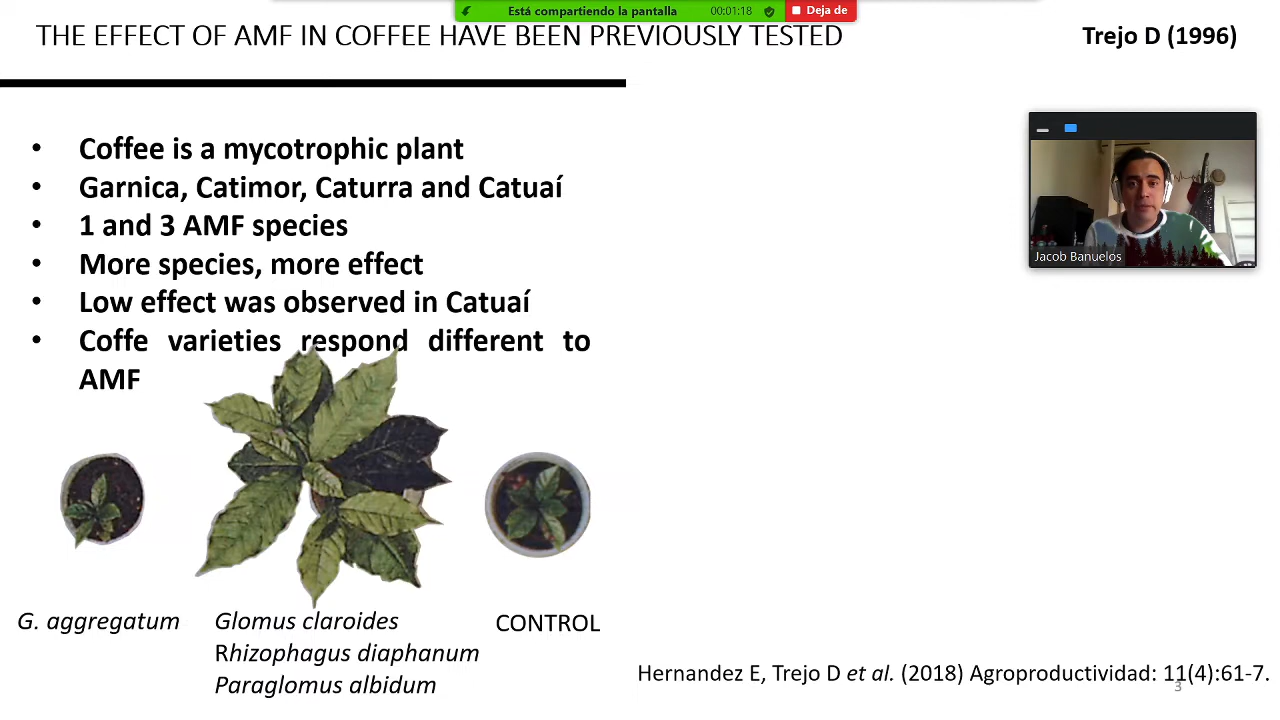 Está compartiendo la pantalla
00:01:18
Deja de
THE EFFECT OF AMF IN COFFEE HAVE BEEN PREVIOUSLY TESTED
Trejo D (1996)
• Coffee is a mycotrophic plant
• Garnica, Catimor, Caturra and Catuaí
• 1 and 3 AMF species
• More species, more effect
• Low effect was observed in Catuaí
• Coffe varieties respond different to
AMF
Jacob Banuelos
G. aggregatum
Glomus claroides
Rhizophagus diaphanum
Paraglomus albidum
CONTROL
Hernandez E, Trejo D et al. (2018) Agroproductividad: 11(4):61-7.
3